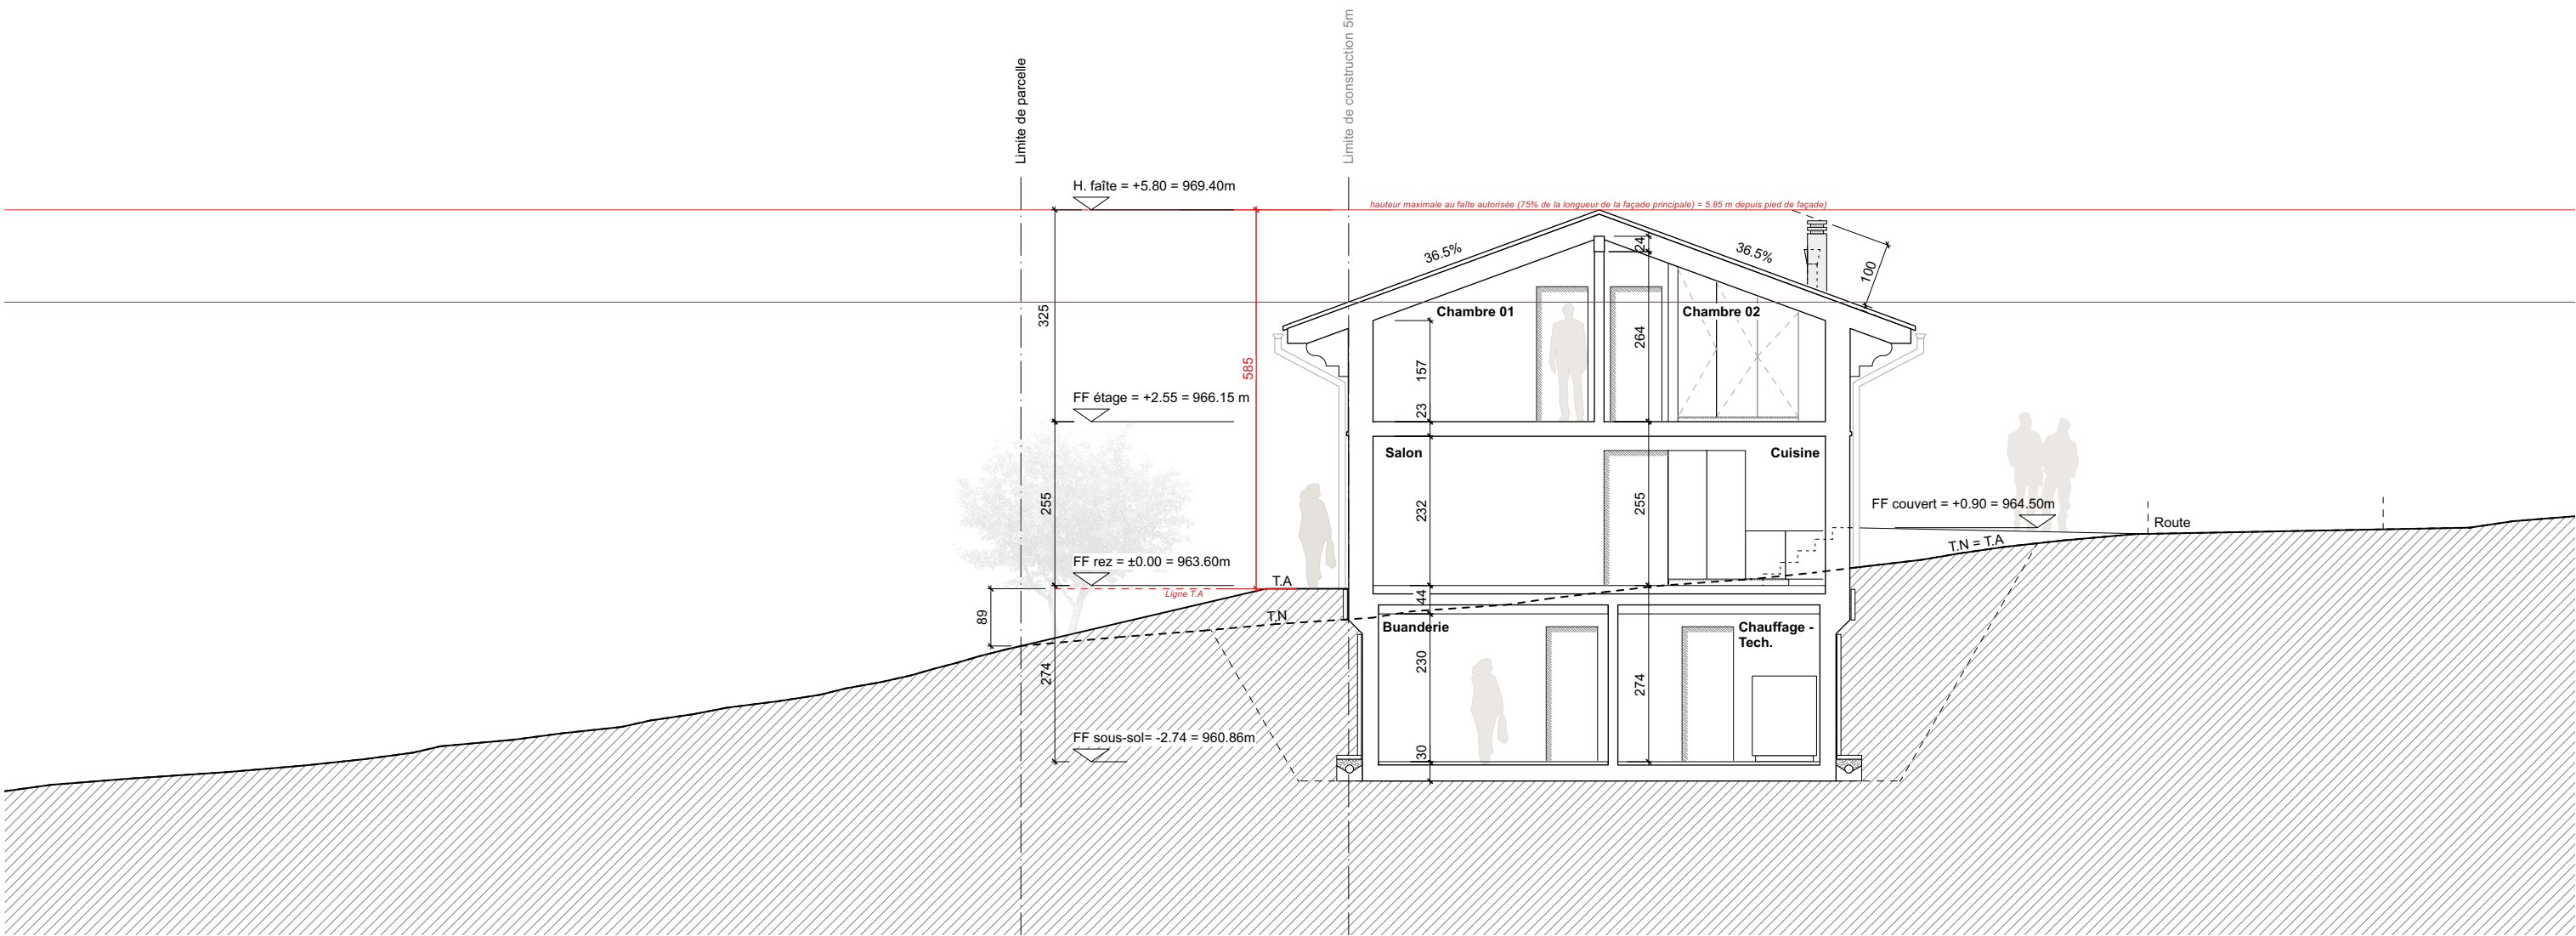 Limite de parcelle
Limite de construction 5m
H. faîte = +5.80 = 969.40m
hauteur maximale au faîte autorisée (75% de la longueur de la façade principale) = 5.85 m depuis pied de façade)
36.5%
24
36.5%
100
325
Chambre 01
Chambre 02
585
157
264
FF étage = +2.55 = 966.15 m
23
Salon
Cuisine
255
232
255
FF couvert = +0.90 = 964.50m
Route
T.N = T.A
FF rez = ±0.00 = 963.60m
T.A
Ligne T.A
89
44
T.N
Buanderie
Chauffage -
Tech.
274
230
274
FF sous-sol= -2.74 = 960.86m
30